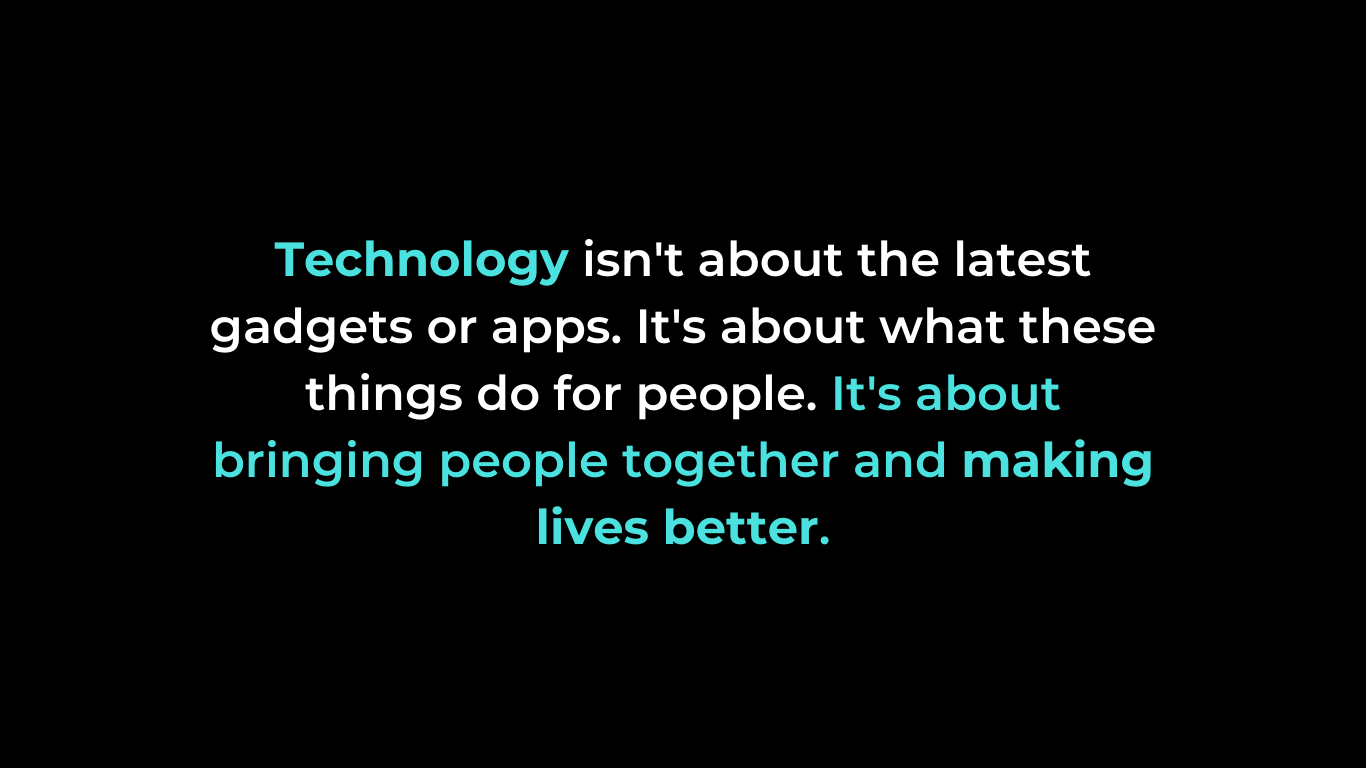 Technology isn't about the latest
gadgets or apps. It's about what these
things do for people. It's about
bringing people together and making
lives better.